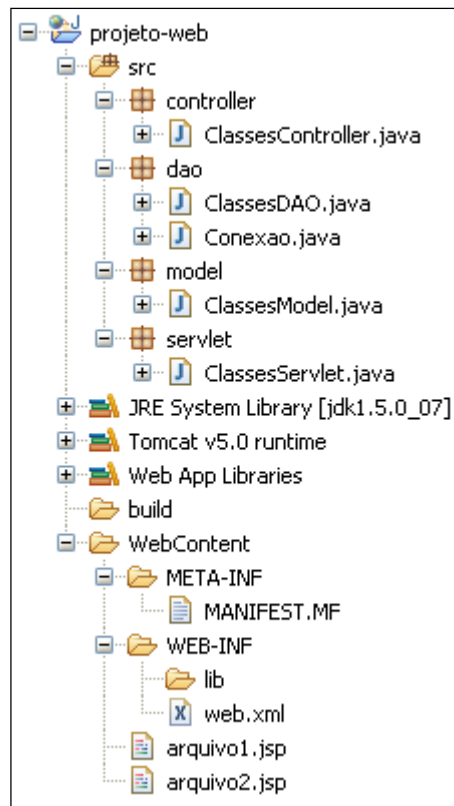 projeto-web
src
controller
ClassesController.java
dao
ClassesDAO.java
Conexao.java
model
ClassesModel.java
servlet
ClassesServlet.java
JRE System Library [jdk1.5.0_07]
Tomcat v5.0 runtime
Web App Libraries
build
WebContent
META-INF
MANIFEST.MF
WEB-INF
lib
web.xml
arquivo1.jsp
arquivo2.jsp